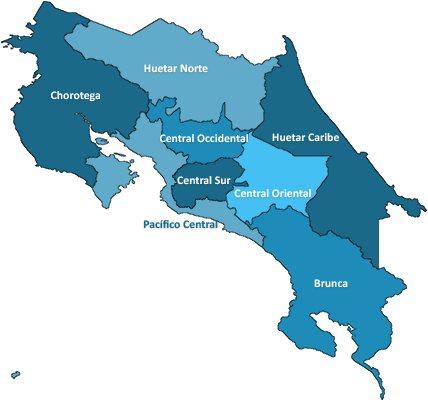 Huetar Norte
Chorotega
Central Occidental
Huetar Caribe
Central Sur
Central Oriental
Pacífico Central
Brunca